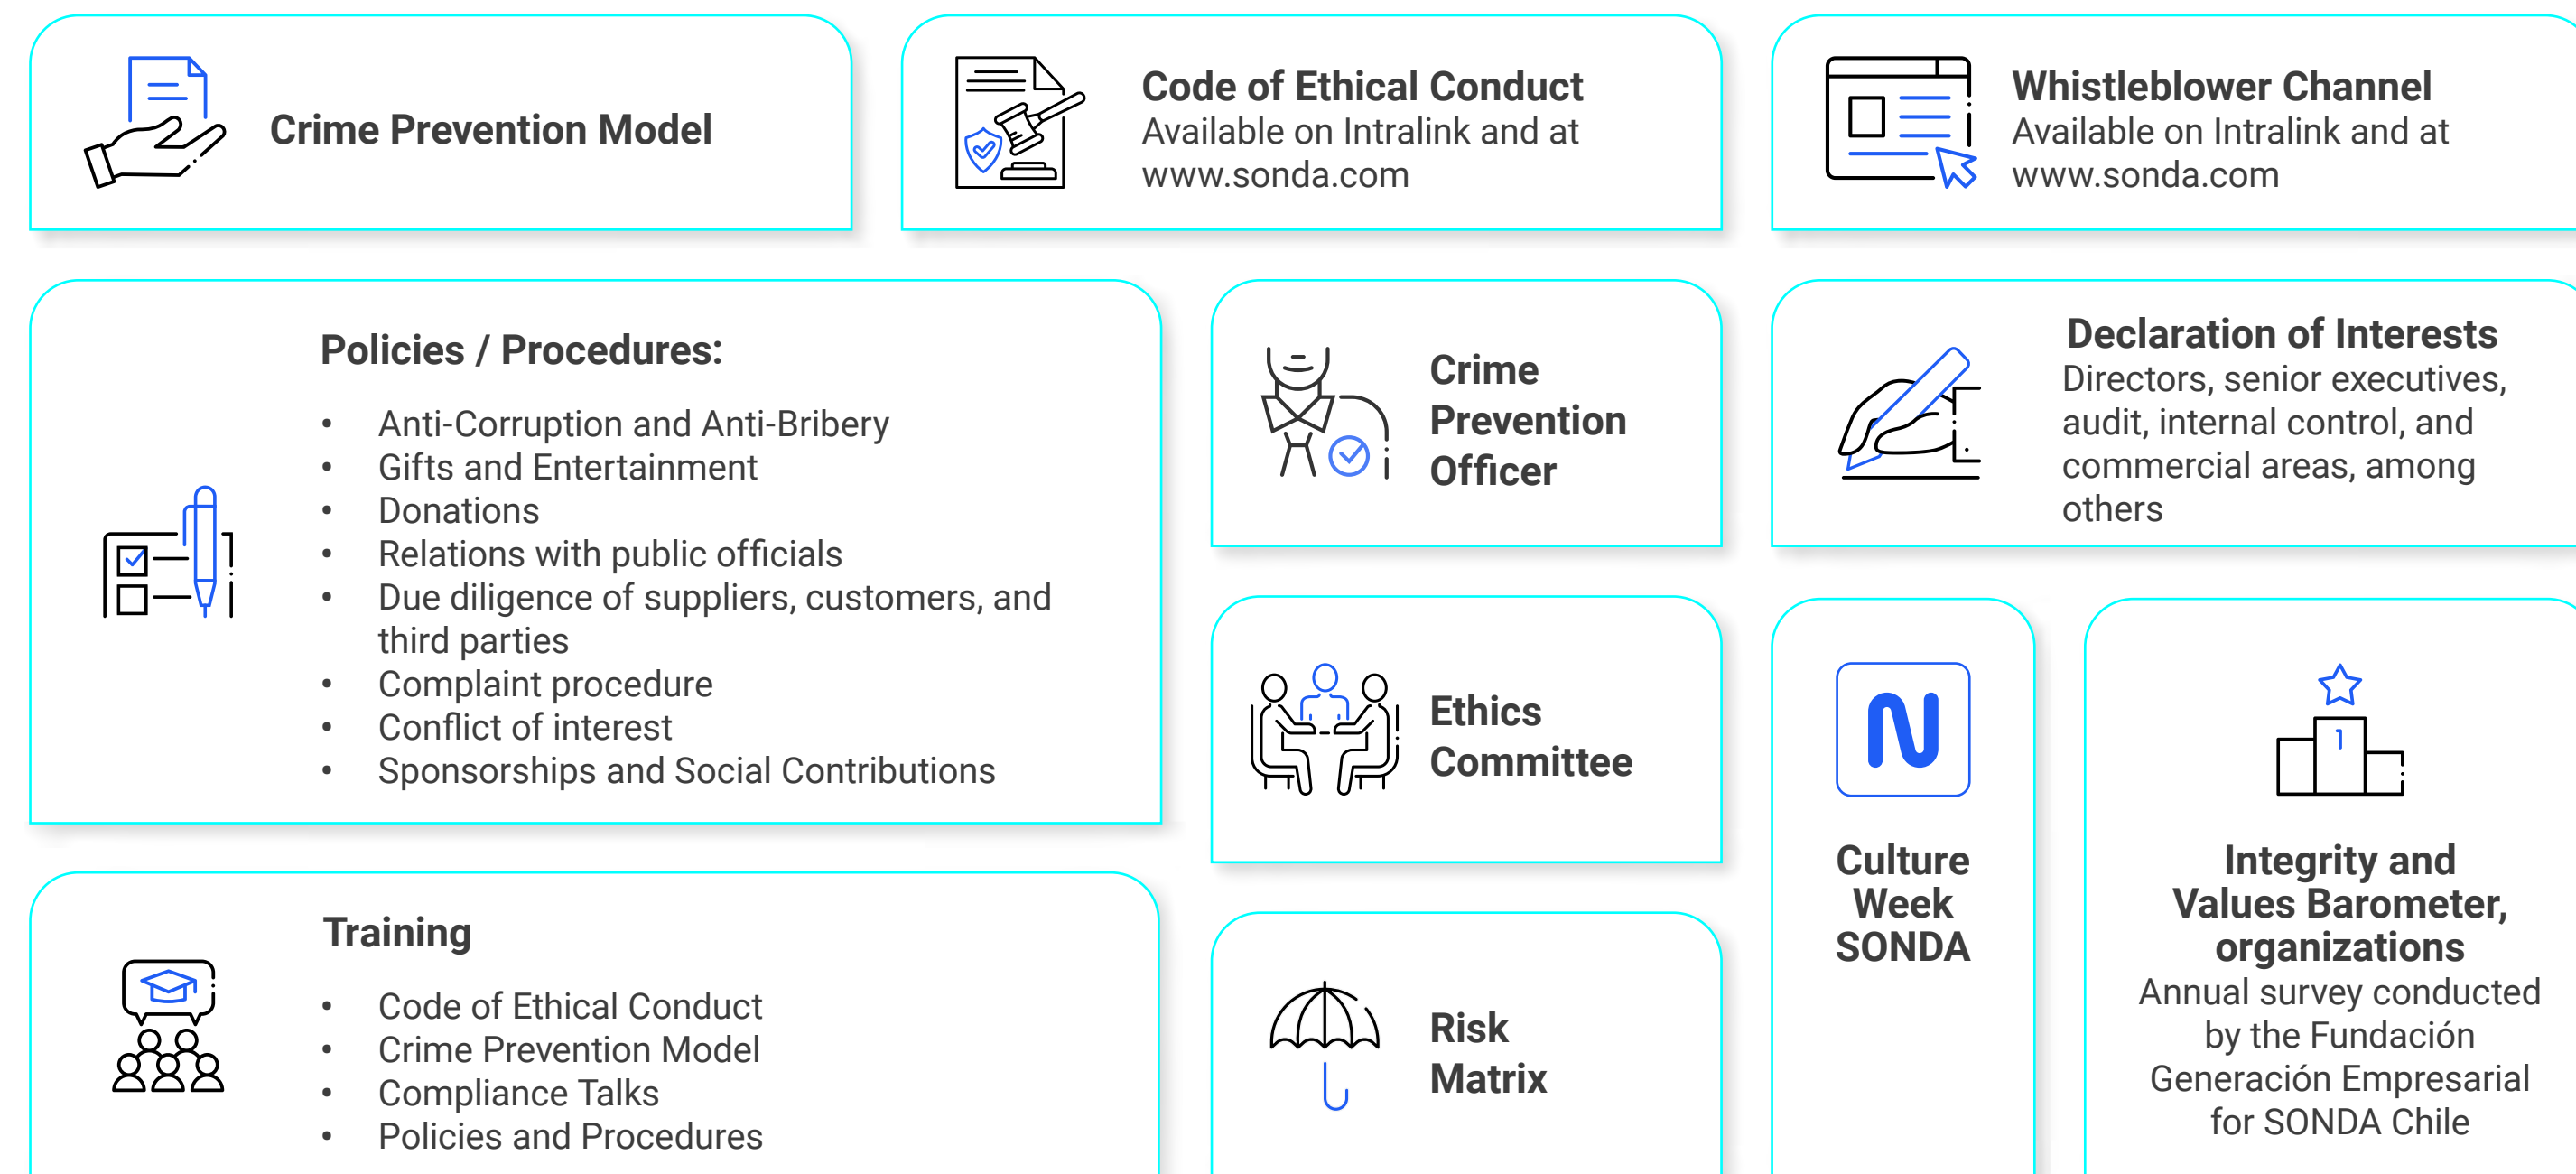 Crime Prevention Model
Code of Ethical Conduct
Available on Intralink and at
www.sonda.com
Whistleblower Channel
Available on Intralink and at
www.sonda.com
Policies / Procedures:
• Anti-Corruption and Anti-Bribery
• Gifts and Entertainment
• Donations
• Relations with public officials
• Due diligence of suppliers, customers, and
third parties
• Complaint procedure
• Conflict of interest
• Sponsorships and Social Contributions
Crime
Prevention
Officer
Declaration of Interests
Directors, senior executives,
audit, internal control, and
commercial areas, among
others
Ethics
Committee
N
Culture
Week
SONDA
1
Integrity and
Values Barometer,
organizations
Annual survey conducted
by the Fundación
Generación Empresarial
for SONDA Chile
Training
• Code of Ethical Conduct
• Crime Prevention Model
• Compliance Talks
• Policies and Procedures
Risk
Matrix